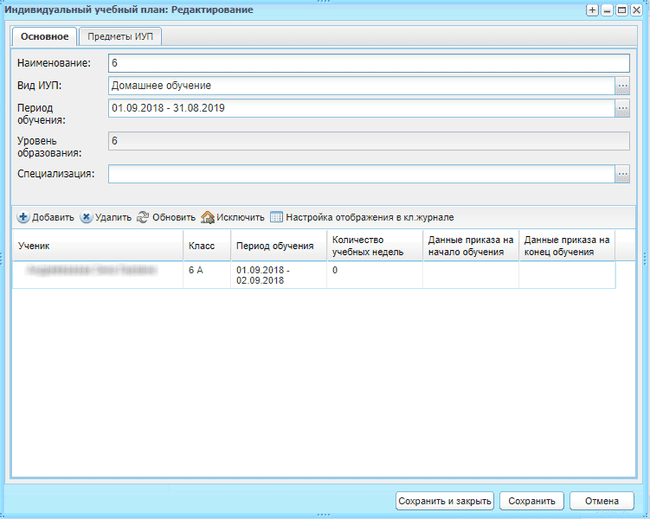 Индивидуальный учебный план: Редактирование
Основное Предметы ИУП
Наименование: 6
Вид ИУП: Домашнее обучение
Период обучения: 01.09.2018 - 31.08.2019
Уровень образования: 6
Специализация:
Добавить Удалить Обновить Исключить Настройка отображения в кл.журнале
Ученик Класс Период обучения Количество учебных недель Данные приказа на начало обучения Данные приказа на конец обучения
6 А 01.09.2018 - 02.09.2018 0
Сохранить и закрыть Сохранить Отмена